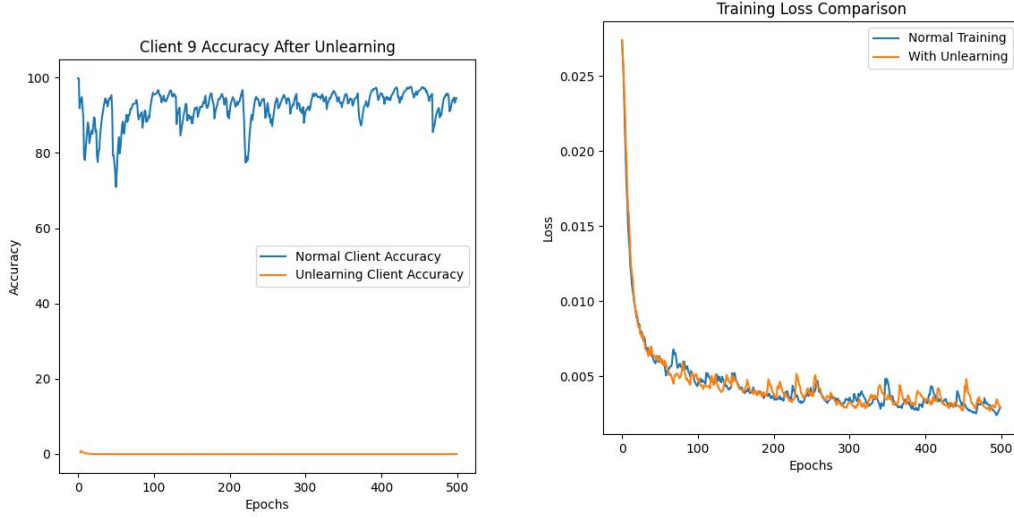 Client 9 Accuracy After Unlearning
100
80
60
40
20
0
Accuracy
Normal Client Accuracy
Unlearning Client Accuracy
0 100 200 300 400 500
Epochs
Training Loss Comparison
Normal Training
With Unlearning
0.025
0.020
0.015
0.010
0.005
Loss
0 100 200 300 400 500
Epochs